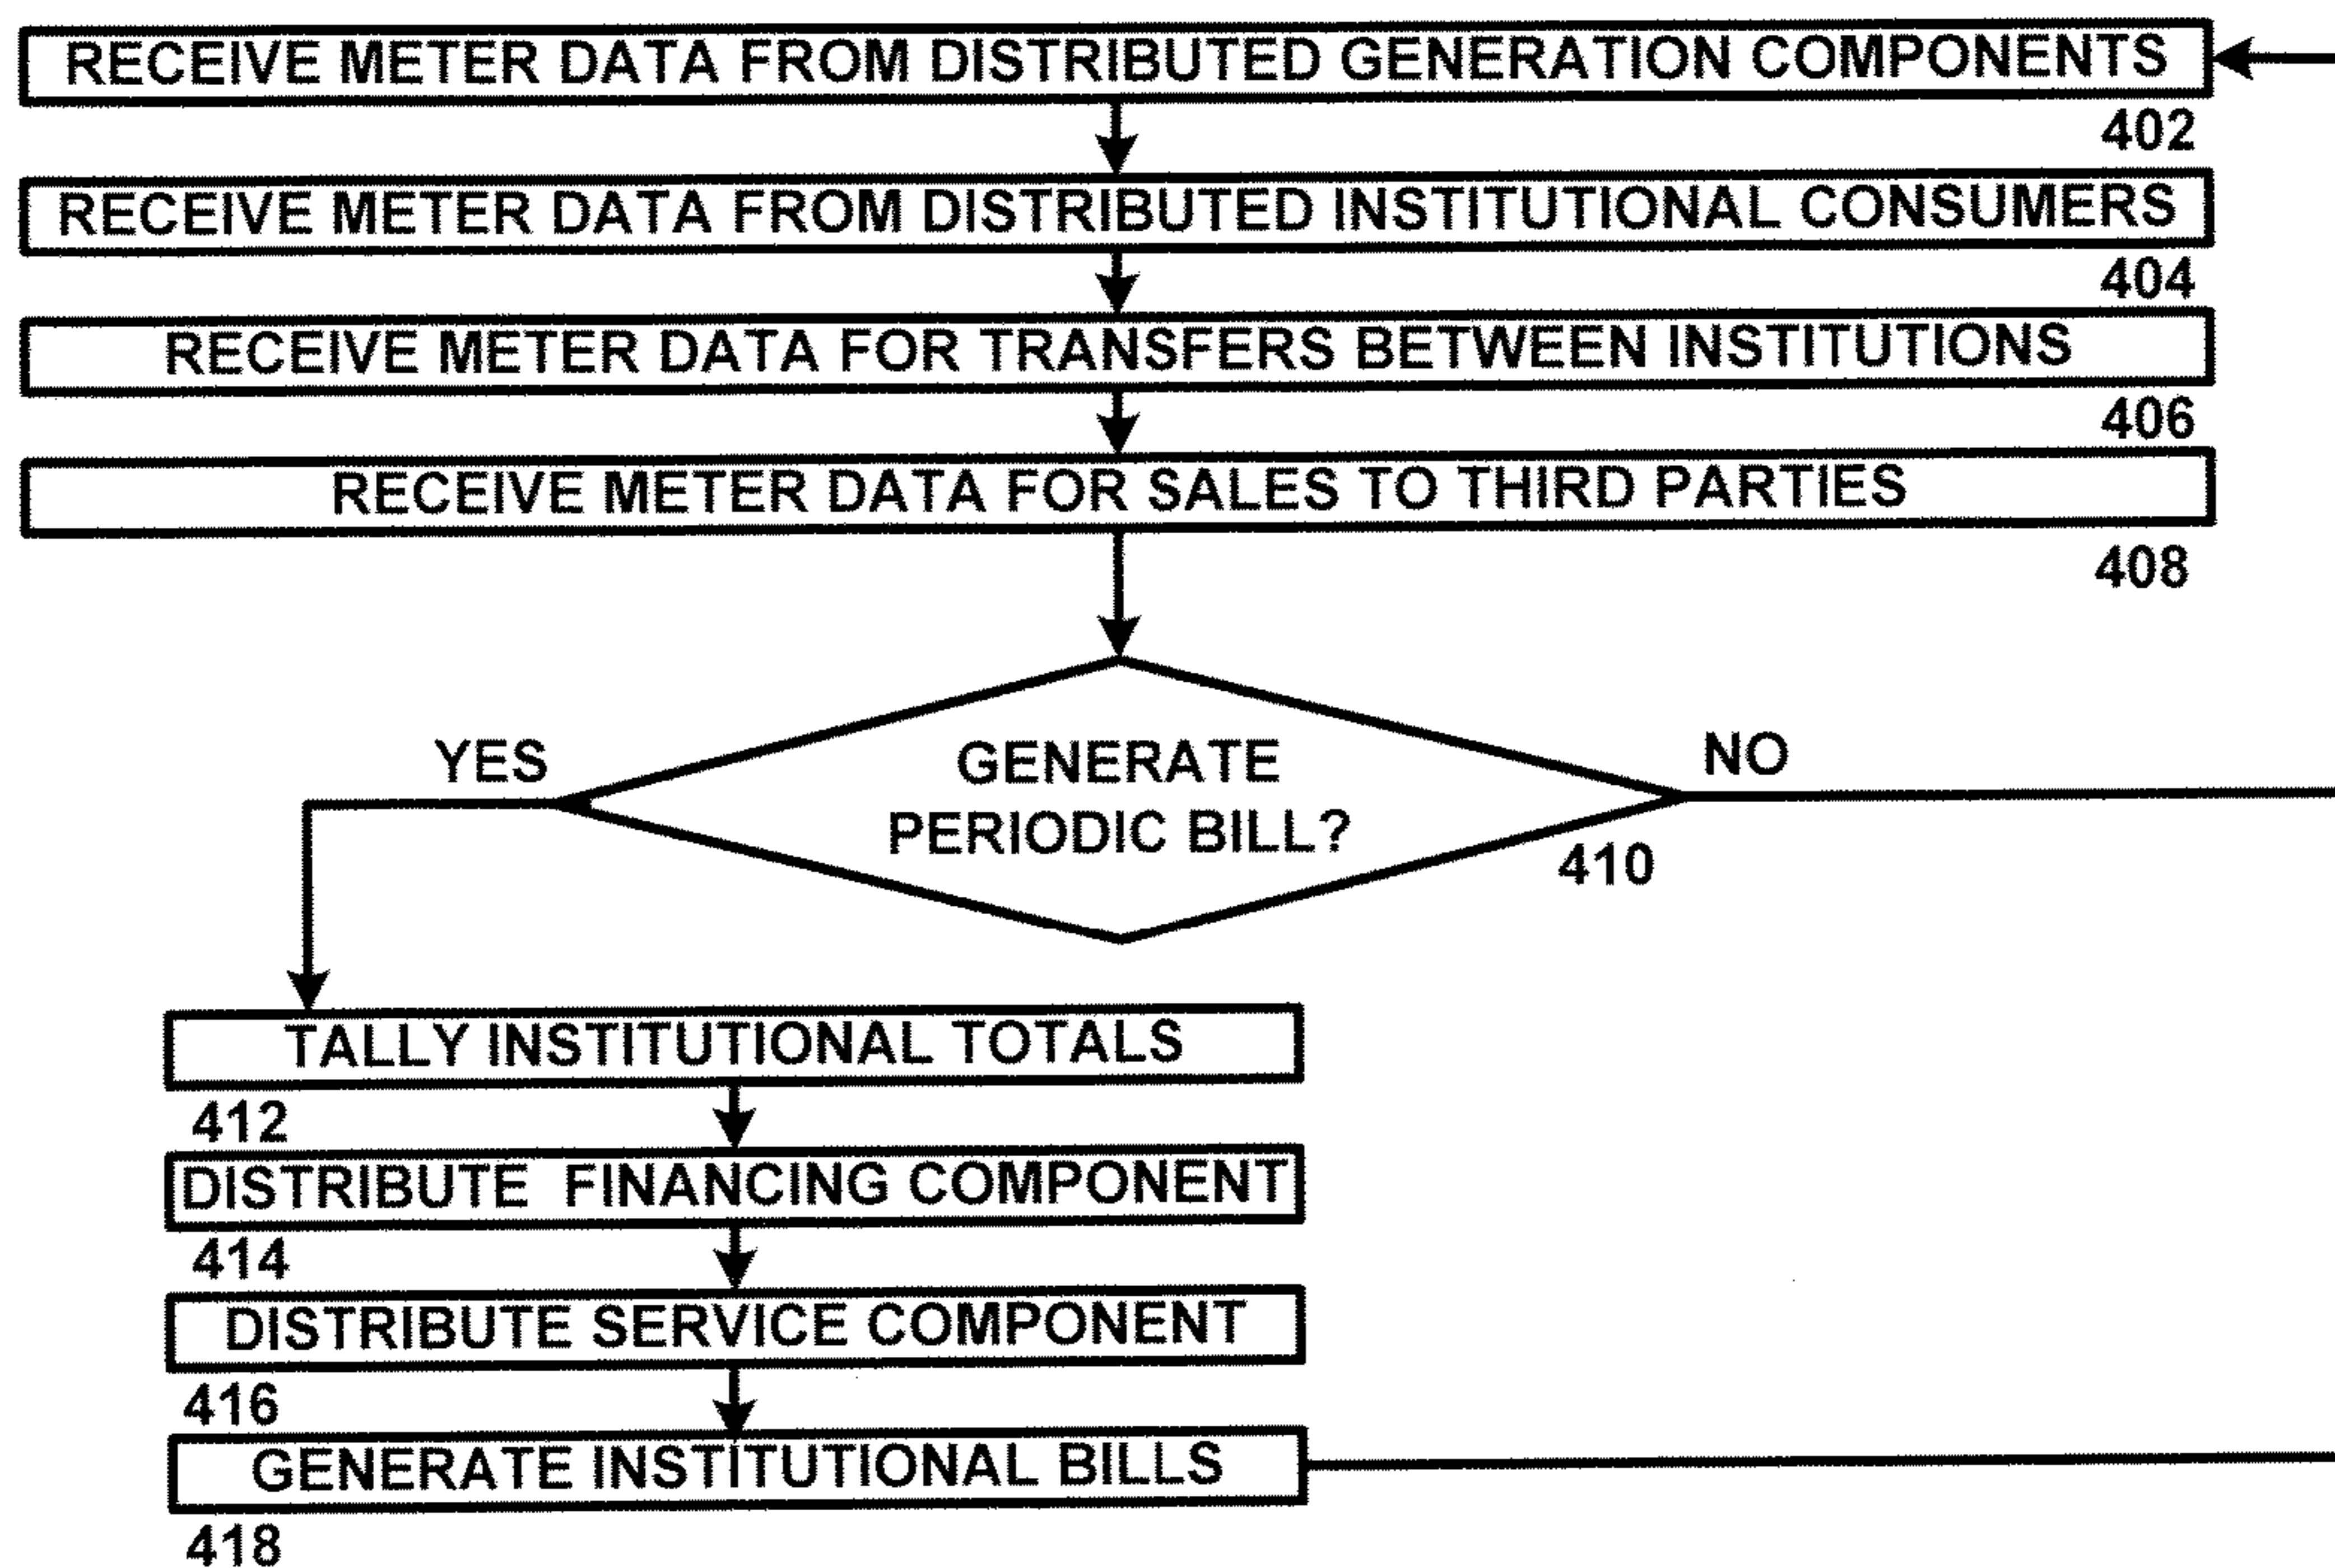 RECEIVE METER DATA FROM DISTRIBUTED GENERATION COMPONENTS
402
RECEIVE METER DATA FROM DISTRIBUTED INSTITUTIONAL CONSUMERS
404
RECEIVE METER DATA FOR TRANSFERS BETWEEN INSTITUTIONS
406
RECEIVE METER DATA FOR SALES TO THIRD PARTIES
408
YES
GENERATE
PERIODIC BILL?
NO
410
TALLY INSTITUTIONAL TOTALS
412
DISTRIBUTE FINANCING COMPONENT
414
DISTRIBUTE SERVICE COMPONENT
416
GENERATE INSTITUTIONAL BILLS
418